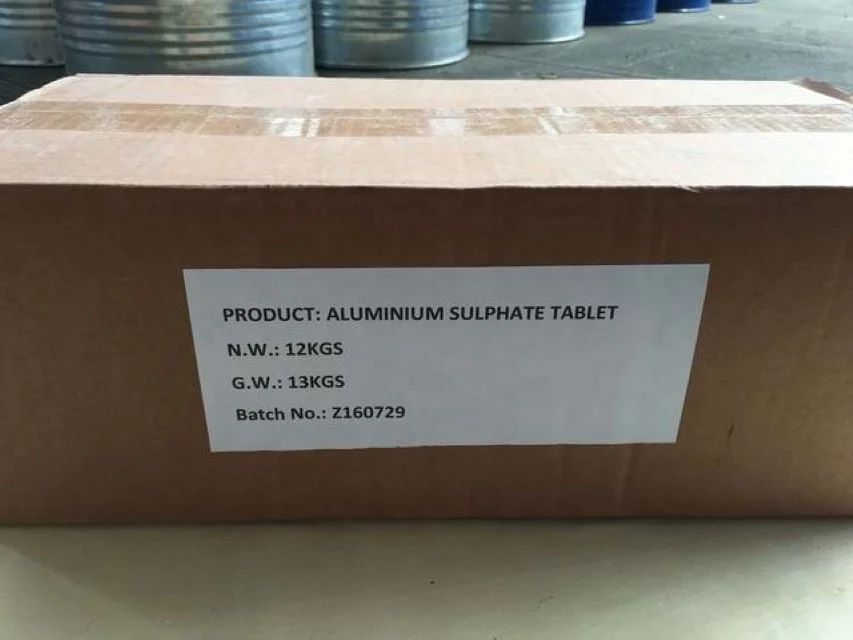 PRODUCT: ALUMINIUM SULPHATE TABLET
N.W.: 12KGS
G.W.: 13KGS
Batch No.: Z160729